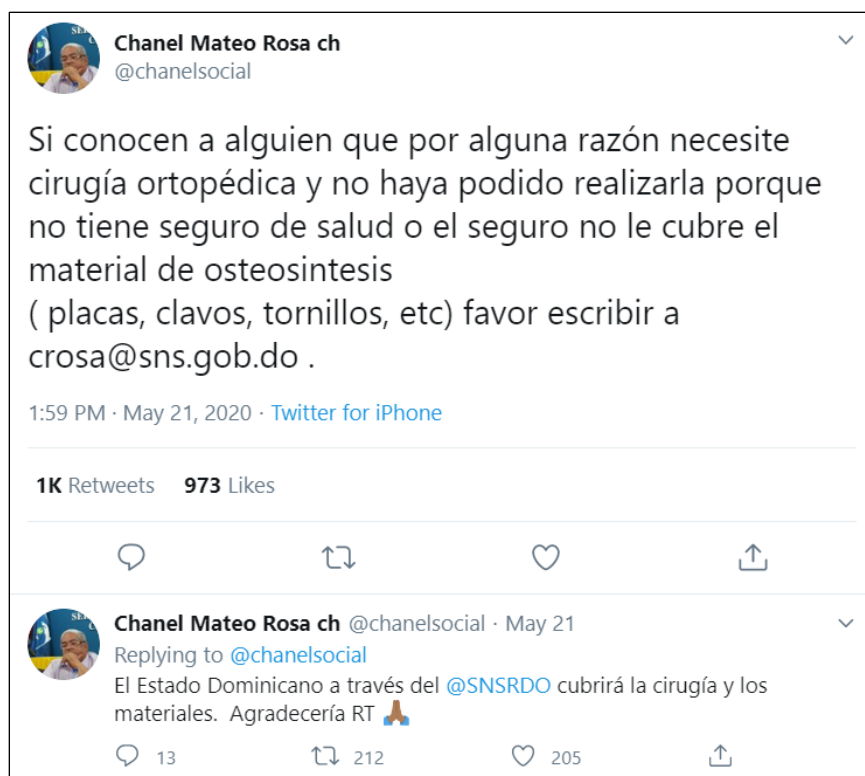 Chanel Mateo Rosa ch
@chanelsocial
Si conocen a alguien que por alguna razón necesite
cirugía ortopédica y no haya podido realizarla porque
no tiene seguro de salud o el seguro no le cubre el
material de osteosintesis
( placas, clavos, tornillos, etc) favor escribir a
crosa@sns.gob.do .
1:59 PM · May 21, 2020 · Twitter for iPhone
1K Retweets 973 Likes
Chanel Mateo Rosa ch @chanelsocial · May 21
Replying to @chanelsocial
El Estado Dominicano a través del @SNSRDO cubrirá la cirugía y los
materiales. Agradecería RT 🙏🏾
13 212 205